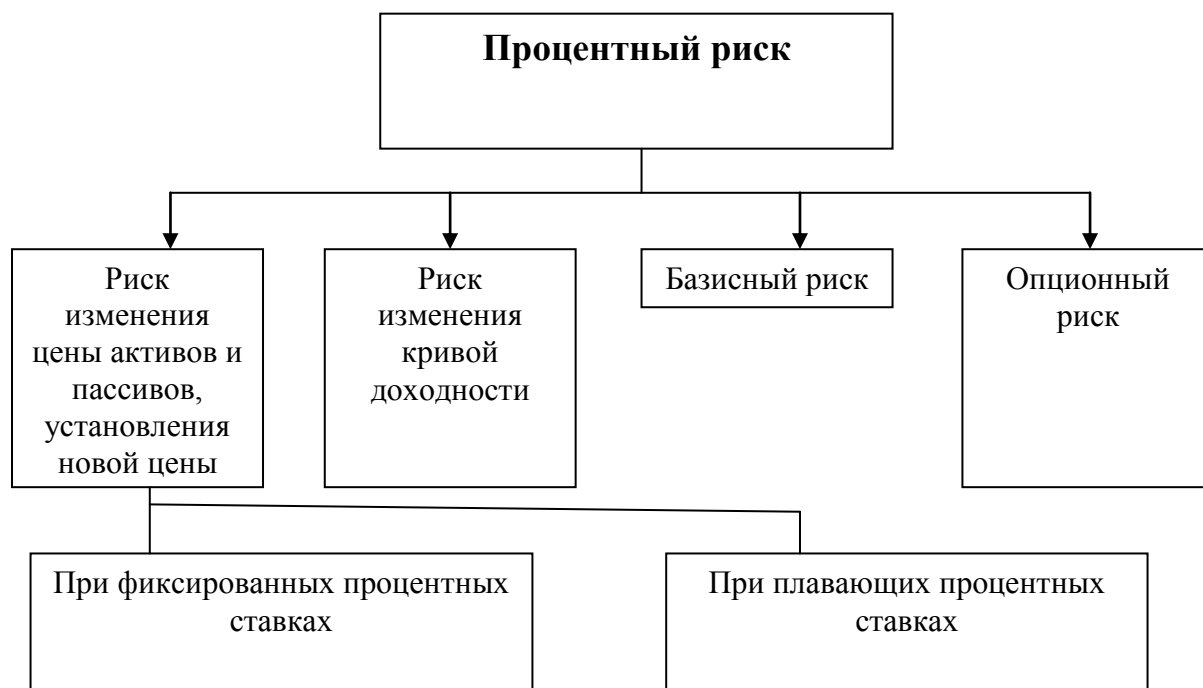 Процентный риск
Риск
изменения
цены активов и
пассивов,
установления
новой цены
Риск
изменения
кривой
доходности
Базисный риск
Опционный
риск
При фиксированных процентных
ставках
При плавающих процентных
ставках